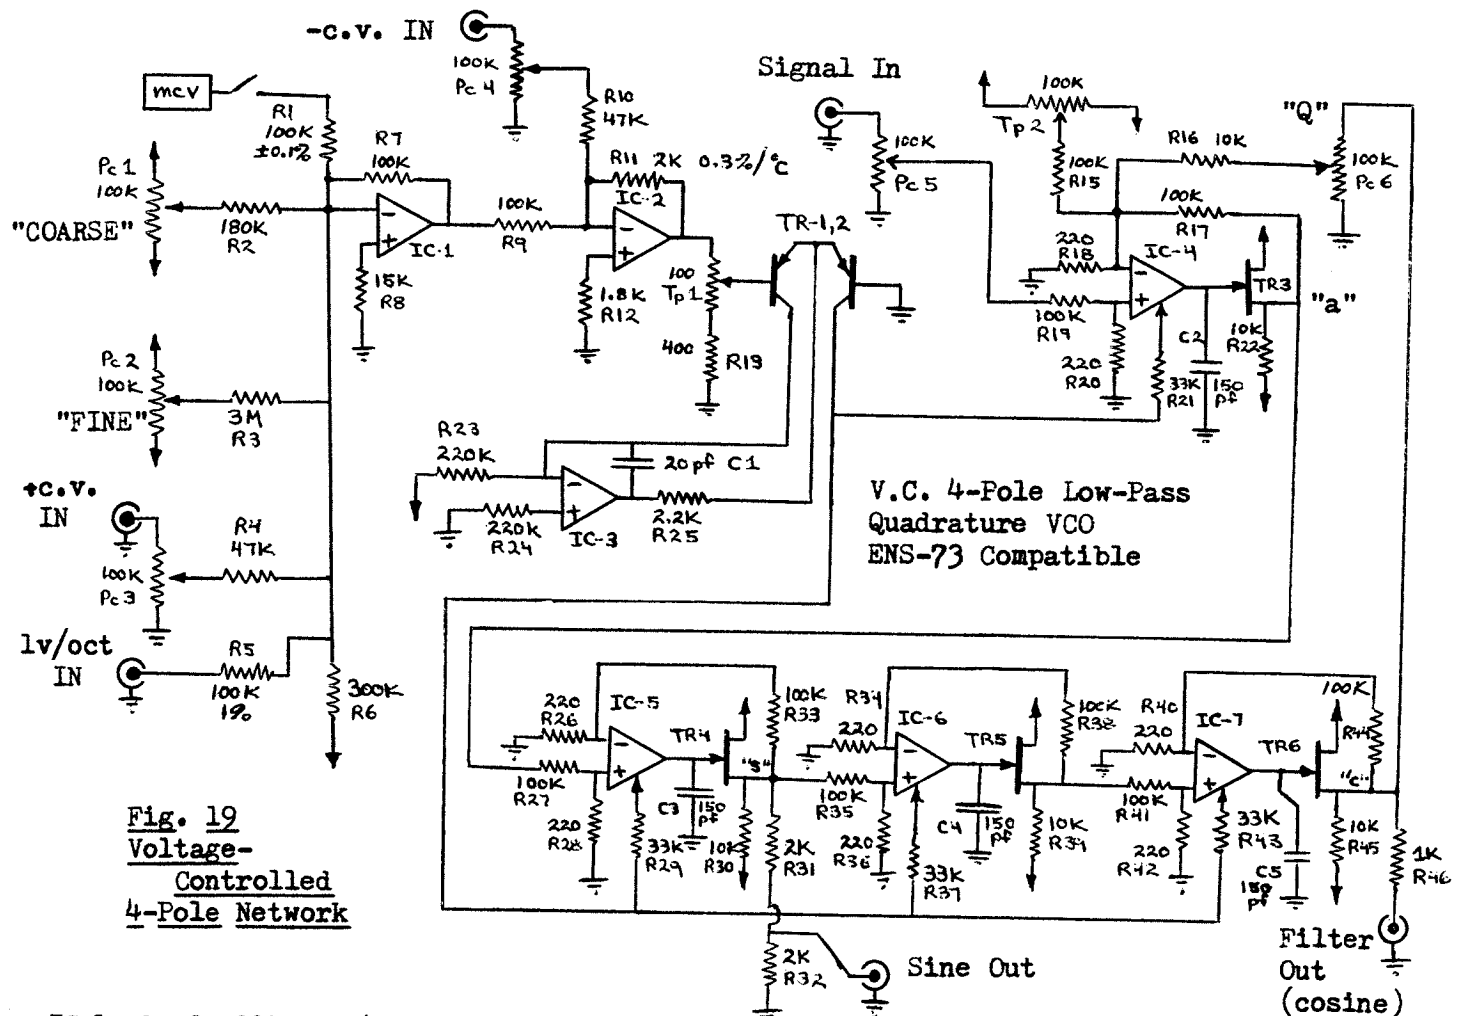 -c.v. IN
100K
Pc 4
mcv
R1
100K
±0.1%
R7
100K
R10
47K
R11 2K 0.3%/°C
IC-2
Signal In
100K
Pc 5
100K
Tp 2
100K
R15
R16 10K
"Q"
100K
Pc 6
100K
R17
Pc 1
100K
"COARSE"
180K
R2
IC-1
15K
R8
100K
R9
1.8K
R12
100
Tp 1
400
R13
TR-1,2
220
R18
IC-4
TR3
"a"
100K
R19
220
R20
33K
R21
C2
150
pf
10K
R22
Pc 2
100K
"FINE"
3M
R3
R23
220K
20pf C1
220K
R24
IC-3
2.2K
R25
V.C. 4-Pole Low-Pass
Quadrature VCO
ENS-73 Compatible
+c.v.
IN
100K
Pc 3
R4
47K
1v/oct
IN
R5
100K
1%
300K
R6
220
R26
IC-5
TR4
100K
R33
"S"
100K
R27
220
R28
33K
R29
C3
150
pf
10K
R30
2K
R31
R34
220
IC-6
TR5
100K
R38
100K
R35
220
R36
33K
R37
C4
150
pf
10K
R39
R40
220
IC-7
TR6
100K
R44
"C"
100K
R41
220
R42
33K
R43
C5
150
pf
10K
R45
1K
R46
2K
R32
Sine Out
Filter
Out
(cosine)
Fig. 19
Voltage-
Controlled
4-Pole Network